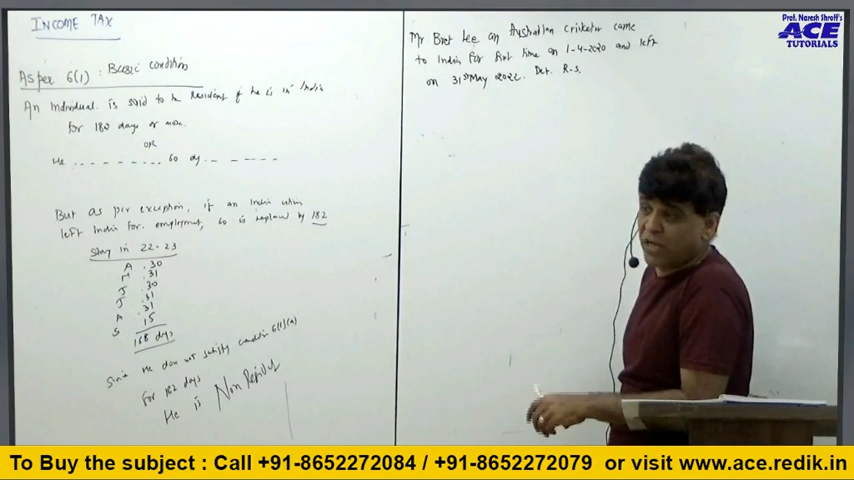 INCOME TAX
As per 6(1) : Basic condition
An Individual is said to be Resident if he is in India
for 182 days or more
OR
He .. - - - - - - - .. 60 dy .. - - - - -
But as per exception, if an Indian citizen
left India for employment, 60 is replaced by 182
Stay in 22-23
A . 30
M . 31
J . 30
J . 31
A . 31
S 15
168 days
Since He does not satisfy condition 6(1)(a)
For 182 days
He is Non Resident
Mr Bret Lee an Australian cricketer came
to India for first time on 1-4-2020 and left
on 31st May 2022. Det. R.S.
Prof. Naresh Shroff's
ACE
TUTORIALS
To Buy the subject : Call +91-8652272084 / +91-8652272079 or visit www.ace.redik.in